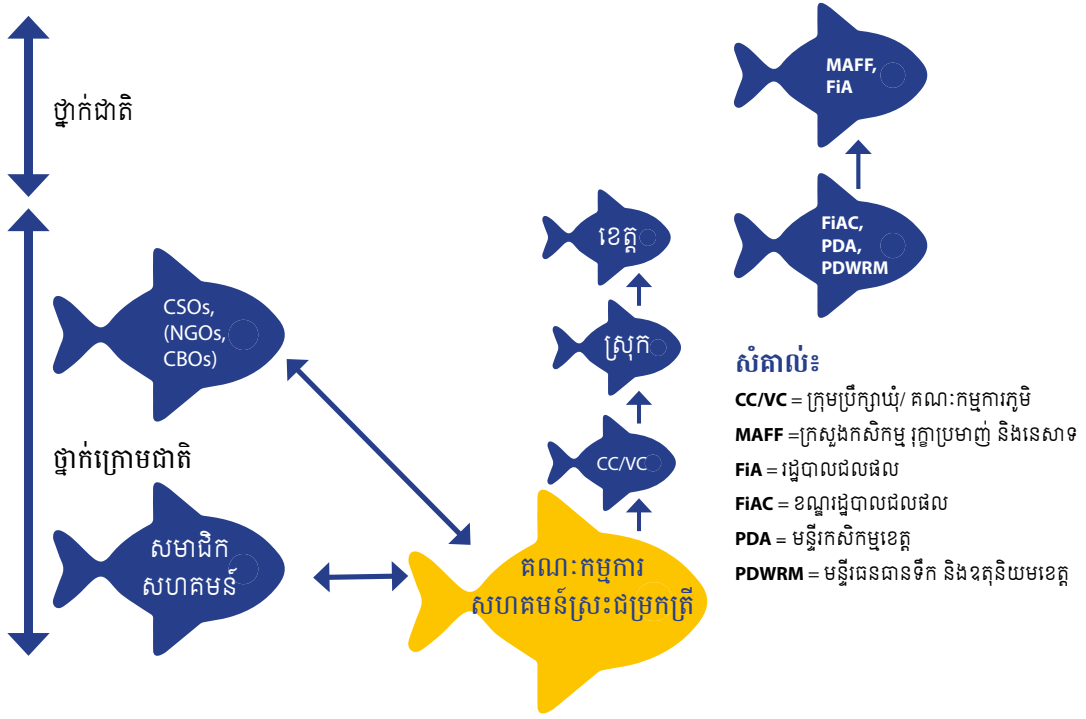 ថ្នាក់ជាតិ
MAFF,
FiA
FiAC,
PDA,
PDWRM
ខេត្ត
ស្រុក
CC/VC
CSOs,
(NGOs,
CBOs)
ថ្នាក់ក្រោមជាតិ
សមាជិក
សហគមន៍
គណៈកម្មការ
សហគមន៍ស្រះជម្រកត្រី
សំគាល់៖
CC/VC = ក្រុមប្រឹក្សាឃុំ/ គណៈកម្មការភូមិ
MAFF =ក្រសួងកសិកម្ម រុក្ខាប្រមាញ់ និងនេសាទ
FiA = រដ្ឋបាលជលផល
FiAC = ខណ្ឌរដ្ឋបាលជលផល
PDA = មន្ទីរកសិកម្មខេត្ត
PDWRM = មន្ទីរធនធានទឹក និងឧតុនិយមខេត្ត